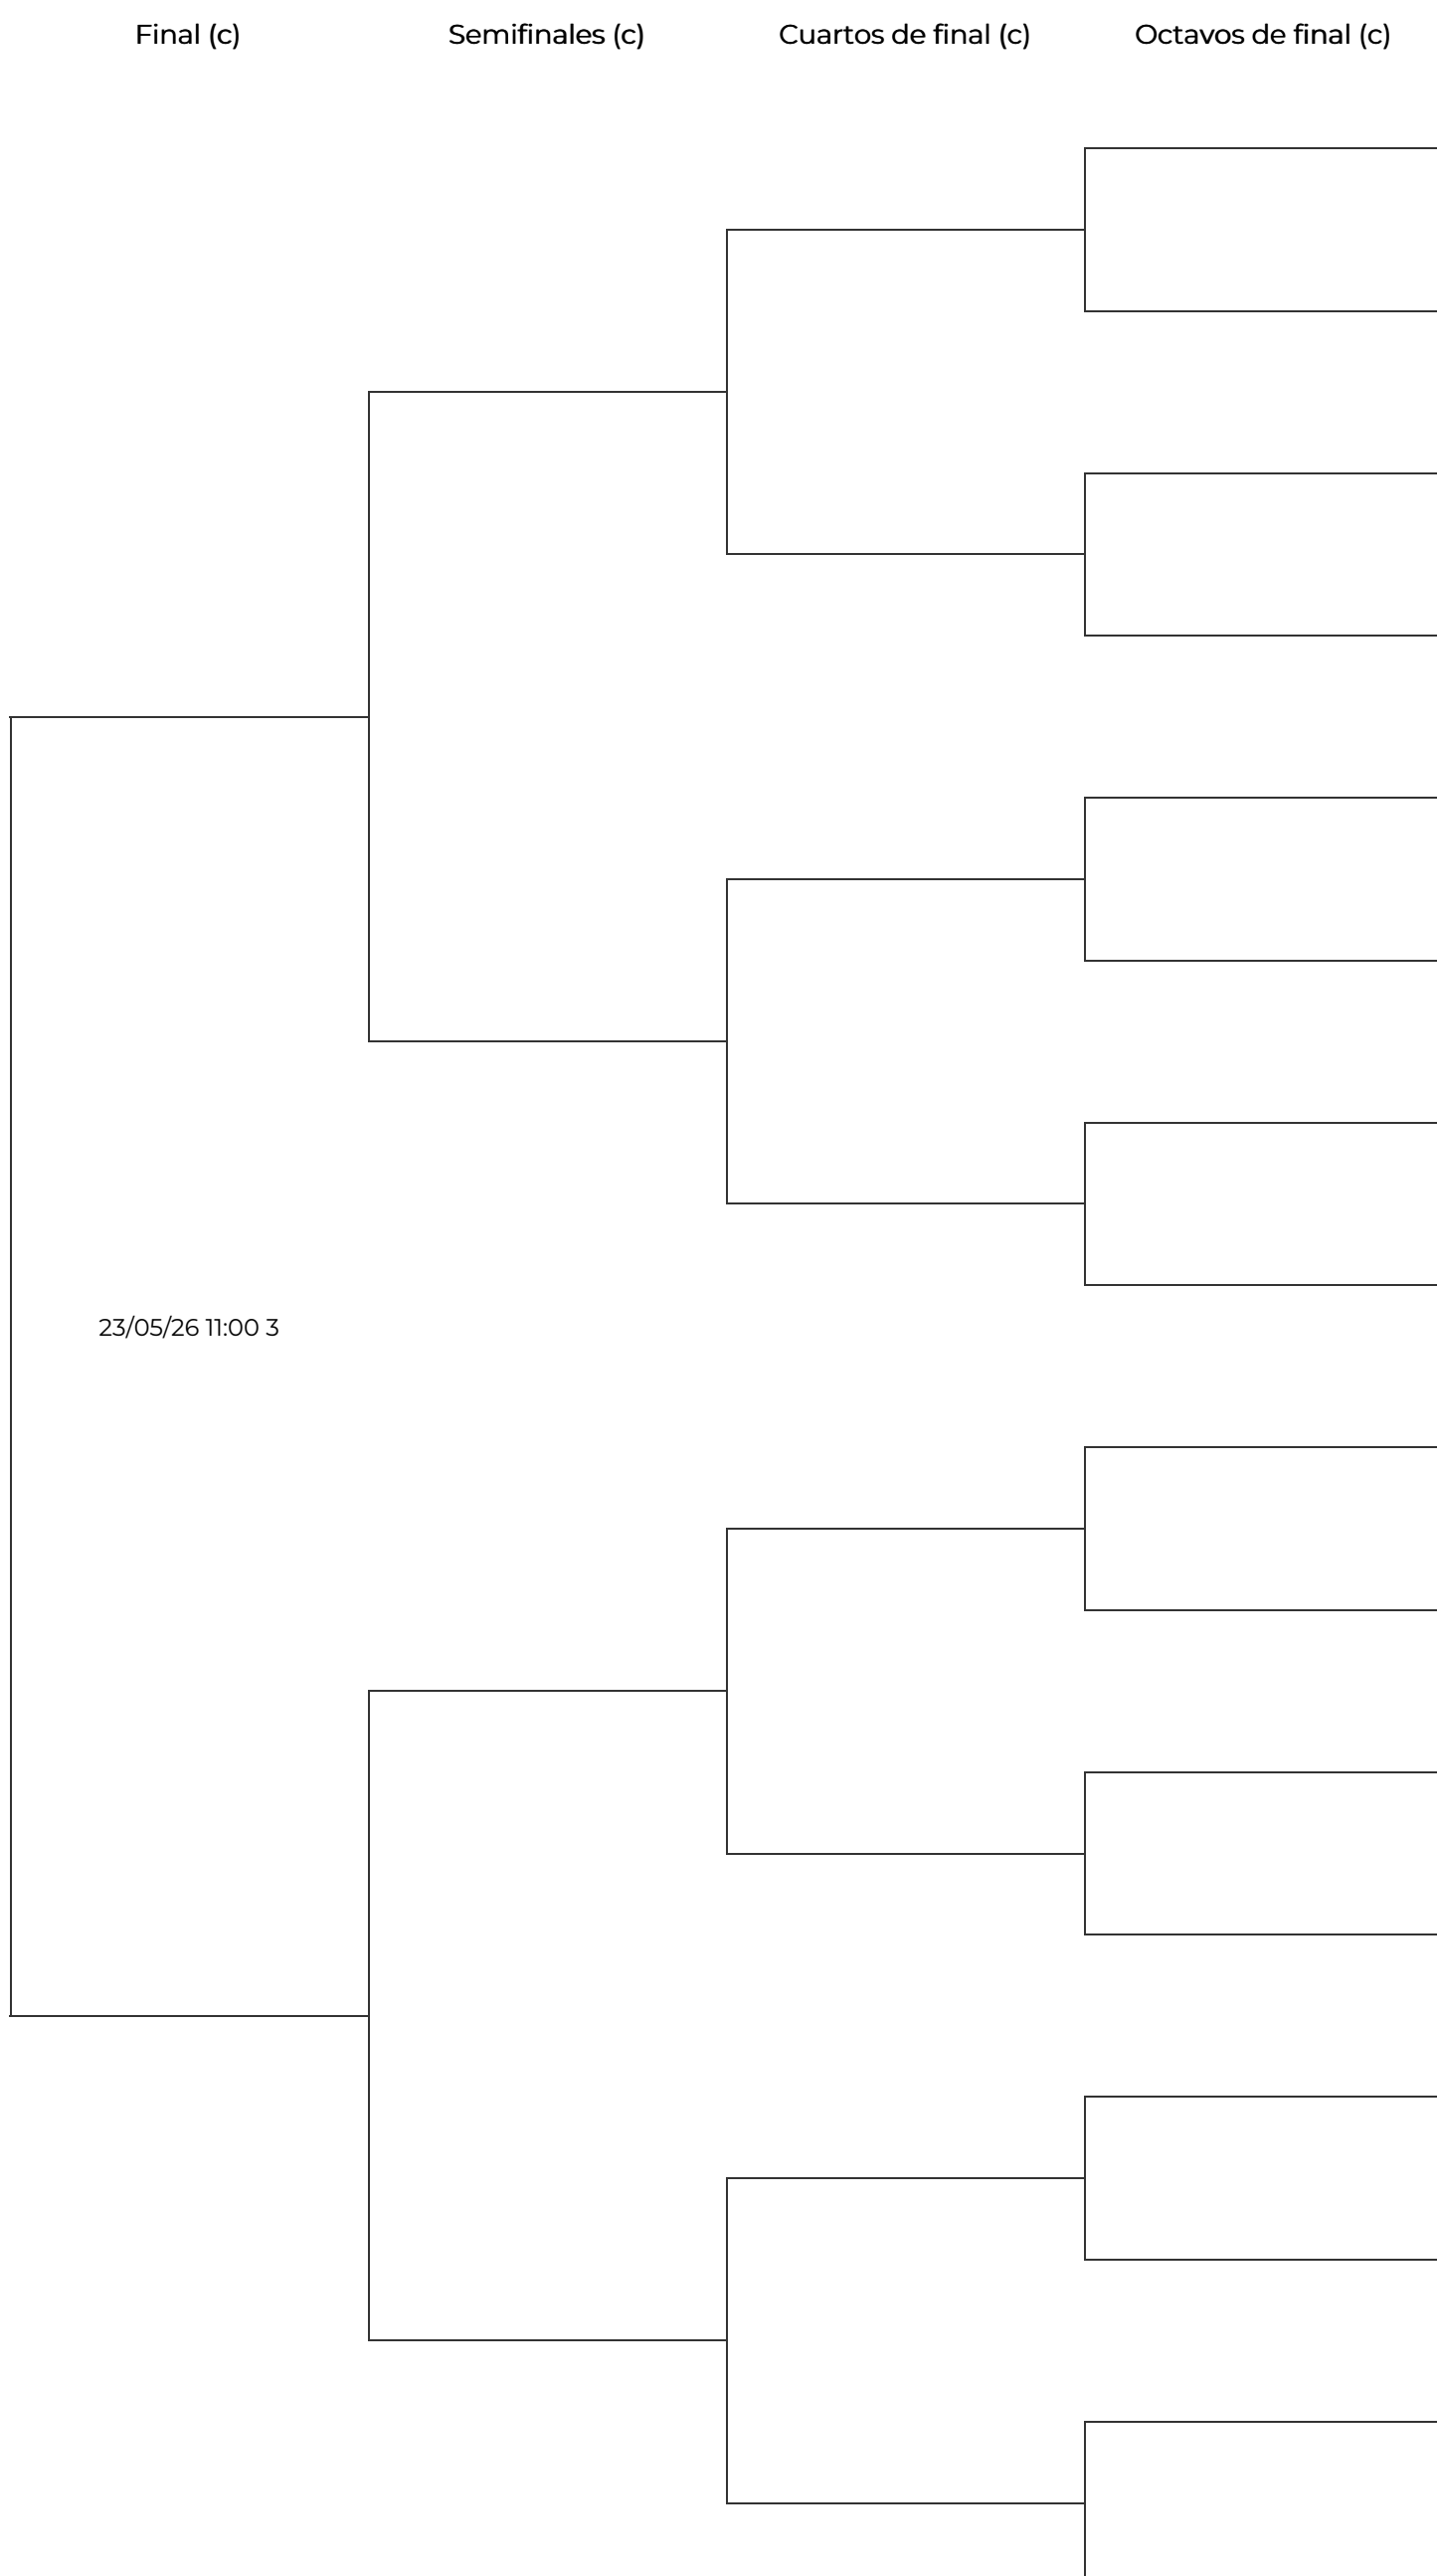 Final (c)
Semifinales (c)
Cuartos de final (c)
Octavos de final (c)
23/05/26 11:00 3